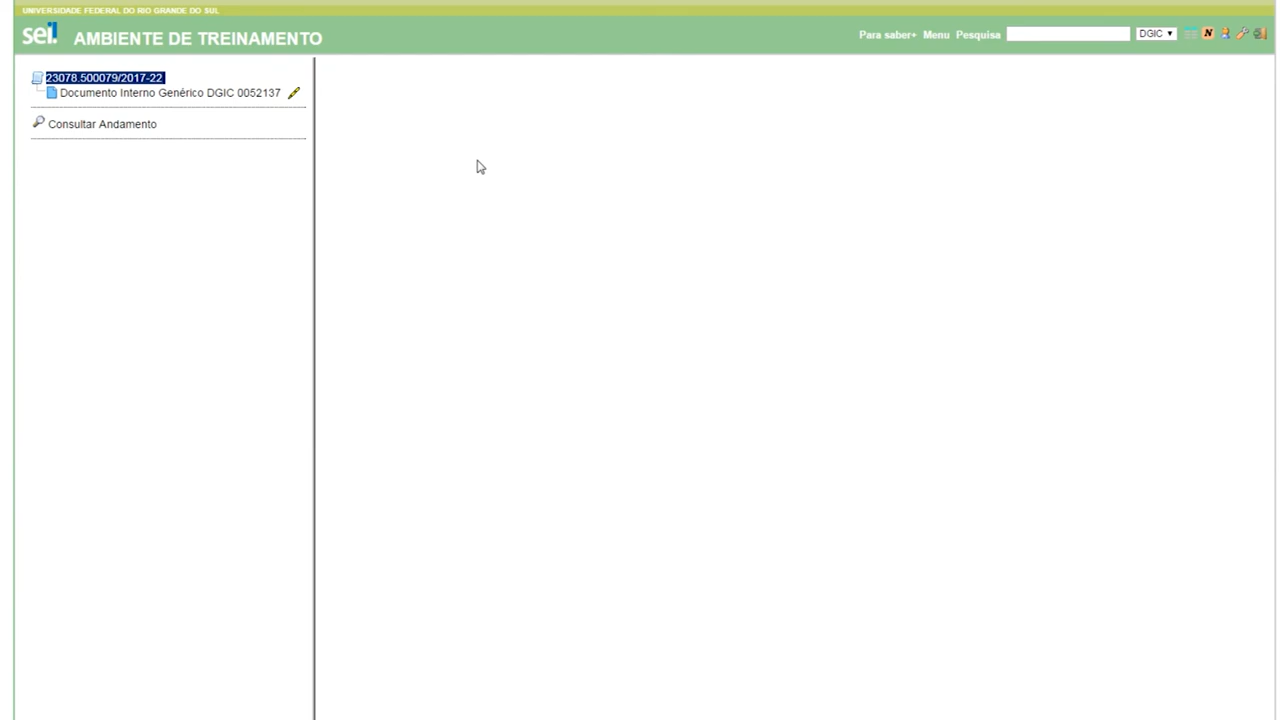 UNIVERSIDADE FEDERAL DO RIO GRANDE DO SUL
sei. AMBIENTE DE TREINAMENTO
Para saber+ Menu Pesquisa DGIC
N
23078.500079/2017-22
Documento Interno Genérico DGIC 0052137
Consultar Andamento